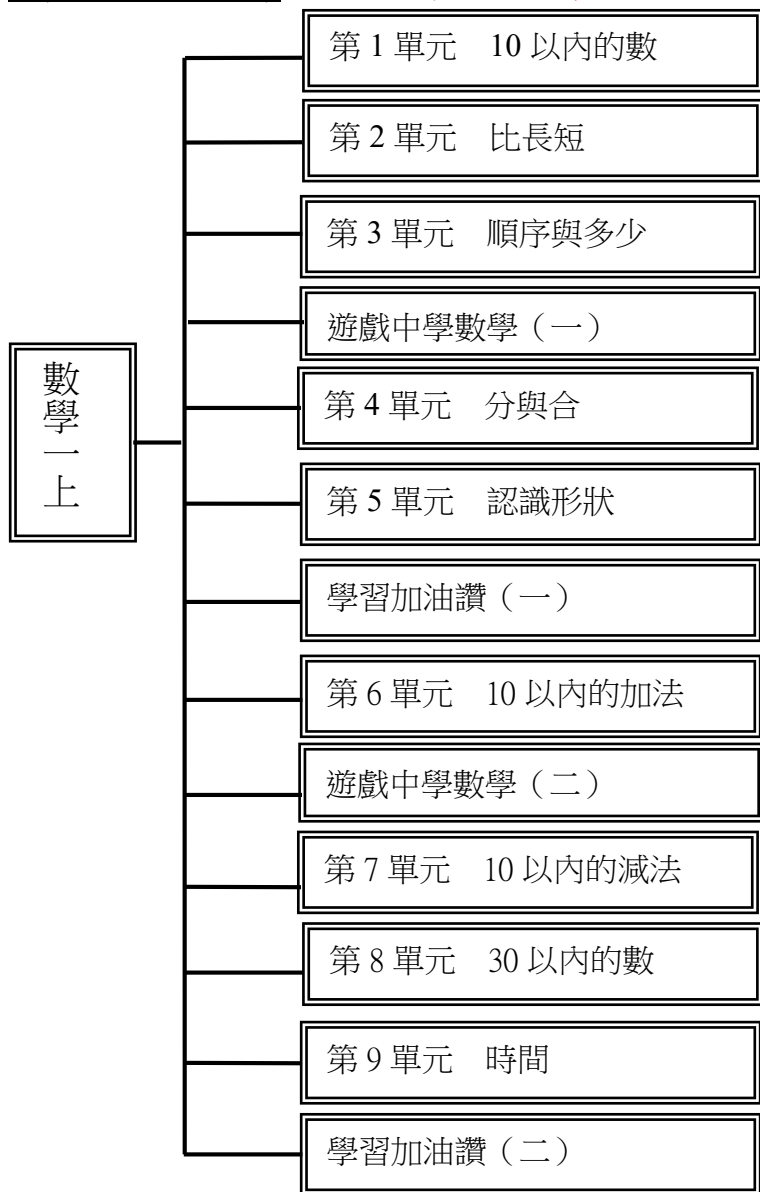 第 1 單元　10 以內的數
第 2 單元　比長短
第 3 單元　順序與多少
遊戲中學數學（一）
數學一上
第 4 單元　分與合
第 5 單元　認識形狀
學習加油讚（一）
第 6 單元　10 以內的加法
遊戲中學數學（二）
第 7 單元　10 以內的減法
第 8 單元　30 以內的數
第 9 單元　時間
學習加油讚（二）